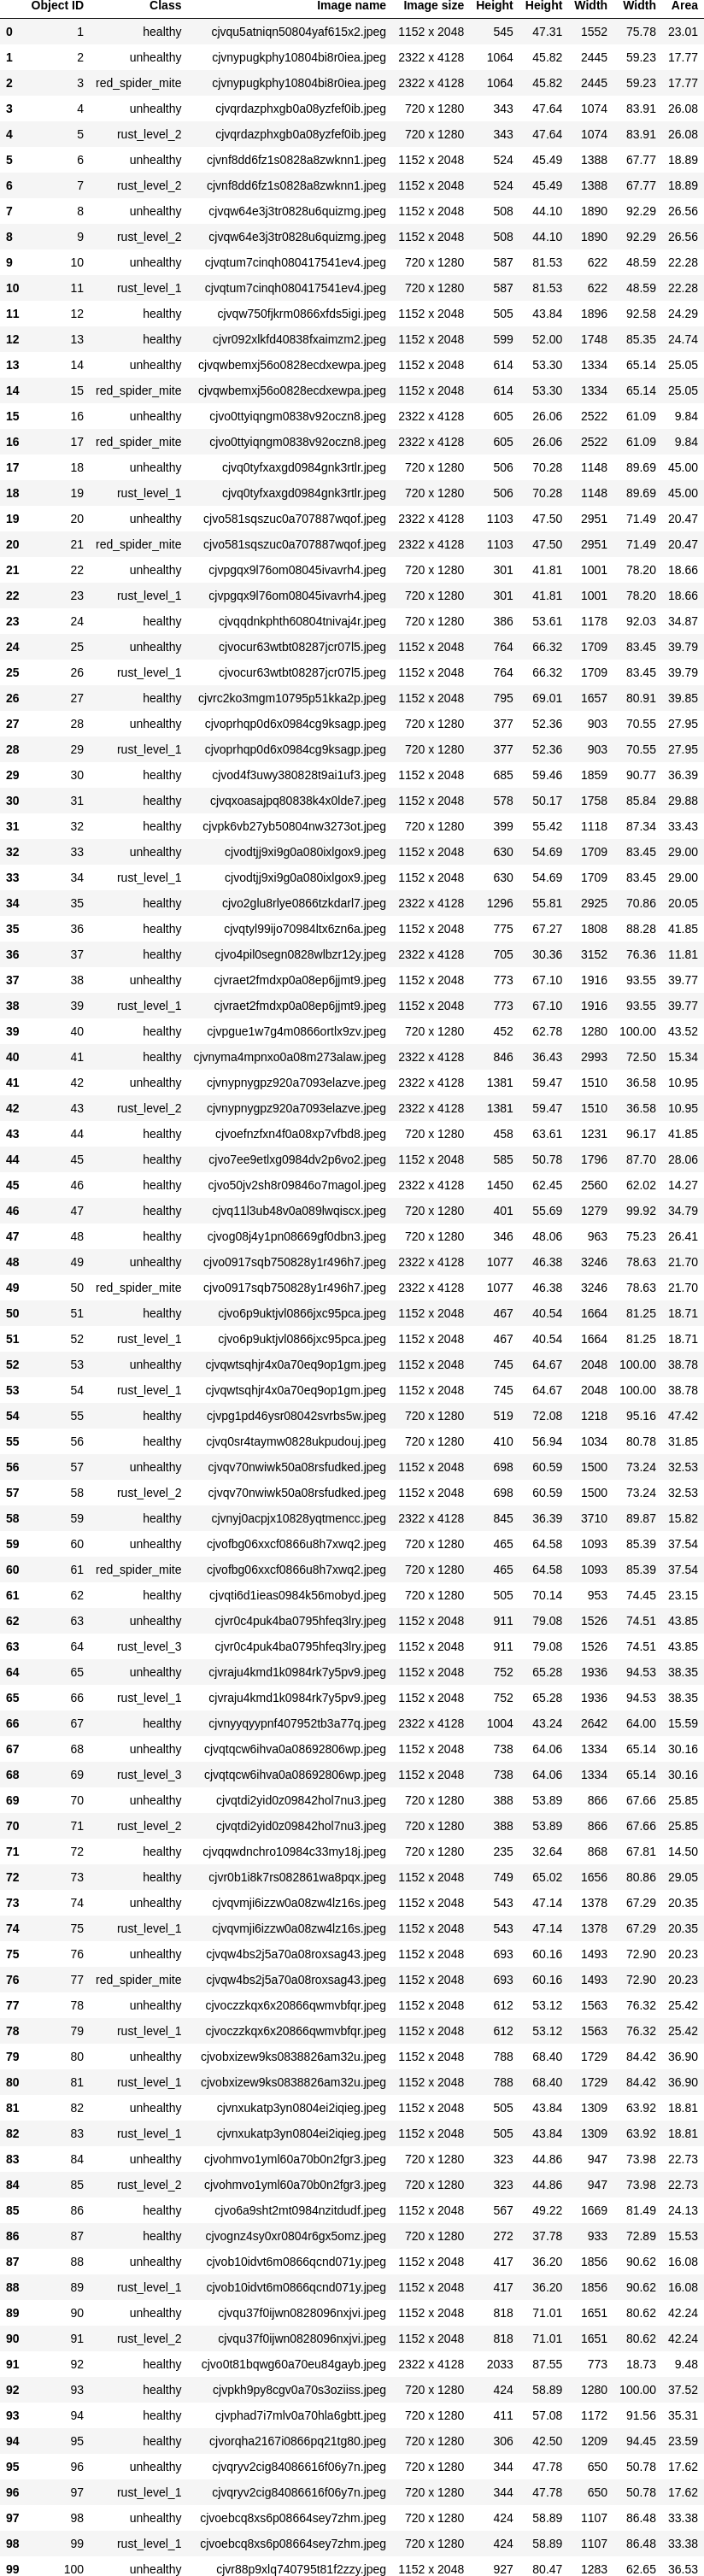 Object ID Class Image name Image size Height Height Width Width Area
0 1 healthy cjvqu5atniqn50804yaf615x2.jpeg 1152 x 2048 545 47.31 1552 75.78 23.01
1 2 unhealthy cjvnypugkphy10804bi8r0iea.jpeg 2322 x 4128 1064 45.82 2445 59.23 17.77
2 3 red_spider_mite cjvnypugkphy10804bi8r0iea.jpeg 2322 x 4128 1064 45.82 2445 59.23 17.77
3 4 unhealthy cjvqrdazphxgb0a08yzfef0ib.jpeg 720 x 1280 343 47.64 1074 83.91 26.08
4 5 rust_level_2 cjvqrdazphxgb0a08yzfef0ib.jpeg 720 x 1280 343 47.64 1074 83.91 26.08
5 6 unhealthy cjvnf8dd6fz1s0828a8zwknn1.jpeg 1152 x 2048 524 45.49 1388 67.77 18.89
6 7 rust_level_2 cjvnf8dd6fz1s0828a8zwknn1.jpeg 1152 x 2048 524 45.49 1388 67.77 18.89
7 8 unhealthy cjvqw64e3j3tr0828u6quizmg.jpeg 1152 x 2048 508 44.10 1890 92.29 26.56
8 9 rust_level_2 cjvqw64e3j3tr0828u6quizmg.jpeg 1152 x 2048 508 44.10 1890 92.29 26.56
9 10 unhealthy cjvqtum7cinqh080417541ev4.jpeg 720 x 1280 587 81.53 622 48.59 22.28
10 11 rust_level_1 cjvqtum7cinqh080417541ev4.jpeg 720 x 1280 587 81.53 622 48.59 22.28
11 12 healthy cjvqw750fjkrm0866xfds5igi.jpeg 1152 x 2048 505 43.84 1896 92.58 24.29
12 13 healthy cjvr092xlkfd40838fxaimzm2.jpeg 1152 x 2048 599 52.00 1748 85.35 24.74
13 14 unhealthy cjvqwbemxj56o0828ecdxewpa.jpeg 1152 x 2048 614 53.30 1334 65.14 25.05
14 15 red_spider_mite cjvqwbemxj56o0828ecdxewpa.jpeg 1152 x 2048 614 53.30 1334 65.14 25.05
15 16 unhealthy cjvo0ttyiqngm0838v92oczn8.jpeg 2322 x 4128 605 26.06 2522 61.09 9.84
16 17 red_spider_mite cjvo0ttyiqngm0838v92oczn8.jpeg 2322 x 4128 605 26.06 2522 61.09 9.84
17 18 unhealthy cjvq0tyfxaxgd0984gnk3rtlr.jpeg 720 x 1280 506 70.28 1148 89.69 45.00
18 19 rust_level_1 cjvq0tyfxaxgd0984gnk3rtlr.jpeg 720 x 1280 506 70.28 1148 89.69 45.00
19 20 unhealthy cjvo581sqszuc0a707887wqof.jpeg 2322 x 4128 1103 47.50 2951 71.49 20.47
20 21 red_spider_mite cjvo581sqszuc0a707887wqof.jpeg 2322 x 4128 1103 47.50 2951 71.49 20.47
21 22 unhealthy cjvpgqx9l76om08045ivavrh4.jpeg 720 x 1280 301 41.81 1001 78.20 18.66
22 23 rust_level_1 cjvpgqx9l76om08045ivavrh4.jpeg 720 x 1280 301 41.81 1001 78.20 18.66
23 24 healthy cjvqqdnkphth60804tnivaj4r.jpeg 720 x 1280 386 53.61 1178 92.03 34.87
24 25 unhealthy cjvocur63wtbt08287jcr07l5.jpeg 1152 x 2048 764 66.32 1709 83.45 39.79
25 26 rust_level_1 cjvocur63wtbt08287jcr07l5.jpeg 1152 x 2048 764 66.32 1709 83.45 39.79
26 27 healthy cjvrc2ko3mgm10795p51kka2p.jpeg 1152 x 2048 795 69.01 1657 80.91 39.85
27 28 unhealthy cjvoprhqp0d6x0984cg9ksagp.jpeg 720 x 1280 377 52.36 903 70.55 27.95
28 29 rust_level_1 cjvoprhqp0d6x0984cg9ksagp.jpeg 720 x 1280 377 52.36 903 70.55 27.95
29 30 healthy cjvod4f3uwy380828t9ai1uf3.jpeg 1152 x 2048 685 59.46 1859 90.77 36.39
30 31 healthy cjvqxoasajpq80838k4x0lde7.jpeg 1152 x 2048 578 50.17 1758 85.84 29.88
31 32 healthy cjvpk6vb27yb50804nw3273ot.jpeg 720 x 1280 399 55.42 1118 87.34 33.43
32 33 unhealthy cjvodtjj9xi9g0a080ixlgox9.jpeg 1152 x 2048 630 54.69 1709 83.45 29.00
33 34 rust_level_1 cjvodtjj9xi9g0a080ixlgox9.jpeg 1152 x 2048 630 54.69 1709 83.45 29.00
34 35 healthy cjvo2glu8rlye0866tzkdarl7.jpeg 2322 x 4128 1296 55.81 2925 70.86 20.05
35 36 healthy cjvqtyl99ijo70984ltx6zn6a.jpeg 1152 x 2048 775 67.27 1808 88.28 41.85
36 37 healthy cjvo4pil0segn0828wlbzr12y.jpeg 2322 x 4128 705 30.36 3152 76.36 11.81
37 38 unhealthy cjvraet2fmdxp0a08ep6jjmt9.jpeg 1152 x 2048 773 67.10 1916 93.55 39.77
38 39 rust_level_1 cjvraet2fmdxp0a08ep6jjmt9.jpeg 1152 x 2048 773 67.10 1916 93.55 39.77
39 40 healthy cjvpgue1w7g4m0866ortlx9zv.jpeg 720 x 1280 452 62.78 1280 100.00 43.52
40 41 healthy cjvnyma4mpnxo0a08m273alaw.jpeg 2322 x 4128 846 36.43 2993 72.50 15.34
41 42 unhealthy cjvnypnygpz920a7093elazve.jpeg 2322 x 4128 1381 59.47 1510 36.58 10.95
42 43 rust_level_2 cjvnypnygpz920a7093elazve.jpeg 2322 x 4128 1381 59.47 1510 36.58 10.95
43 44 healthy cjvoefnzfxn4f0a08xp7vfbd8.jpeg 720 x 1280 458 63.61 1231 96.17 41.85
44 45 healthy cjvo7ee9etlxg0984dv2p6vo2.jpeg 1152 x 2048 585 50.78 1796 87.70 28.06
45 46 healthy cjvo50jv2sh8r09846o7magol.jpeg 2322 x 4128 1450 62.45 2560 62.02 14.27
46 47 healthy cjvq11l3ub48v0a089lwqiscx.jpeg 720 x 1280 401 55.69 1279 99.92 34.79
47 48 healthy cjvog08j4y1pn08669gf0dbn3.jpeg 720 x 1280 346 48.06 963 75.23 26.41
48 49 unhealthy cjvo0917sqb750828y1r496h7.jpeg 2322 x 4128 1077 46.38 3246 78.63 21.70
49 50 red_spider_mite cjvo0917sqb750828y1r496h7.jpeg 2322 x 4128 1077 46.38 3246 78.63 21.70
50 51 healthy cjvo6p9uktjvl0866jxc95pca.jpeg 1152 x 2048 467 40.54 1664 81.25 18.71
51 52 rust_level_1 cjvo6p9uktjvl0866jxc95pca.jpeg 1152 x 2048 467 40.54 1664 81.25 18.71
52 53 unhealthy cjvqwtsqhjr4x0a70eq9op1gm.jpeg 1152 x 2048 745 64.67 2048 100.00 38.78
53 54 rust_level_1 cjvqwtsqhjr4x0a70eq9op1gm.jpeg 1152 x 2048 745 64.67 2048 100.00 38.78
54 55 healthy cjvpg1pd46ysr08042svrbs5w.jpeg 720 x 1280 519 72.08 1218 95.16 47.42
55 56 healthy cjvq0sr4taymw0828ukpudouj.jpeg 720 x 1280 410 56.94 1034 80.78 31.85
56 57 unhealthy cjvqv70nwiwk50a08rsfudked.jpeg 1152 x 2048 698 60.59 1500 73.24 32.53
57 58 rust_level_2 cjvqv70nwiwk50a08rsfudked.jpeg 1152 x 2048 698 60.59 1500 73.24 32.53
58 59 healthy cjvnyj0acpjx10828yqtmencc.jpeg 2322 x 4128 845 36.39 3710 89.87 15.82
59 60 unhealthy cjvofbg06xxcf0866u8h7xwq2.jpeg 720 x 1280 465 64.58 1093 85.39 37.54
60 61 red_spider_mite cjvofbg06xxcf0866u8h7xwq2.jpeg 720 x 1280 465 64.58 1093 85.39 37.54
61 62 healthy cjvqti6d1ieas0984k56mobyd.jpeg 720 x 1280 505 70.14 953 74.45 23.15
62 63 unhealthy cjvr0c4puk4ba0795hfeq3lry.jpeg 1152 x 2048 911 79.08 1526 74.51 43.85
63 64 rust_level_3 cjvr0c4puk4ba0795hfeq3lry.jpeg 1152 x 2048 911 79.08 1526 74.51 43.85
64 65 unhealthy cjvraju4kmd1k0984rk7y5pv9.jpeg 1152 x 2048 752 65.28 1936 94.53 38.35
65 66 rust_level_1 cjvraju4kmd1k0984rk7y5pv9.jpeg 1152 x 2048 752 65.28 1936 94.53 38.35
66 67 healthy cjvnyyqyypnf407952tb3a77q.jpeg 2322 x 4128 1004 43.24 2642 64.00 15.59
67 68 unhealthy cjvqtqcw6ihva0a08692806wp.jpeg 1152 x 2048 738 64.06 1334 65.14 30.16
68 69 rust_level_3 cjvqtqcw6ihva0a08692806wp.jpeg 1152 x 2048 738 64.06 1334 65.14 30.16
69 70 unhealthy cjvqtdi2yid0z09842hol7nu3.jpeg 720 x 1280 388 53.89 866 67.66 25.85
70 71 rust_level_2 cjvqtdi2yid0z09842hol7nu3.jpeg 720 x 1280 388 53.89 866 67.66 25.85
71 72 healthy cjvqqwdnchro10984c33my18j.jpeg 720 x 1280 235 32.64 868 67.81 14.50
72 73 healthy cjvr0b1i8k7rs082861wa8pqx.jpeg 1152 x 2048 749 65.02 1656 80.86 29.05
73 74 unhealthy cjvqvmji6izzw0a08zw4lz16s.jpeg 1152 x 2048 543 47.14 1378 67.29 20.35
74 75 rust_level_1 cjvqvmji6izzw0a08zw4lz16s.jpeg 1152 x 2048 543 47.14 1378 67.29 20.35
75 76 unhealthy cjvqw4bs2j5a70a08roxsag43.jpeg 1152 x 2048 693 60.16 1493 72.90 20.23
76 77 red_spider_mite cjvqw4bs2j5a70a08roxsag43.jpeg 1152 x 2048 693 60.16 1493 72.90 20.23
77 78 unhealthy cjvoczzkqx6x20866qwmvbfqr.jpeg 1152 x 2048 612 53.12 1563 76.32 25.42
78 79 rust_level_1 cjvoczzkqx6x20866qwmvbfqr.jpeg 1152 x 2048 612 53.12 1563 76.32 25.42
79 80 unhealthy cjvobxizew9ks0838826am32u.jpeg 1152 x 2048 788 68.40 1729 84.42 36.90
80 81 rust_level_1 cjvobxizew9ks0838826am32u.jpeg 1152 x 2048 788 68.40 1729 84.42 36.90
81 82 unhealthy cjvnxukatp3yn0804ei2iqieg.jpeg 1152 x 2048 505 43.84 1309 63.92 18.81
82 83 rust_level_1 cjvnxukatp3yn0804ei2iqieg.jpeg 1152 x 2048 505 43.84 1309 63.92 18.81
83 84 unhealthy cjvohmvo1yml60a70b0n2fgr3.jpeg 720 x 1280 323 44.86 947 73.98 22.73
84 85 rust_level_2 cjvohmvo1yml60a70b0n2fgr3.jpeg 720 x 1280 323 44.86 947 73.98 22.73
85 86 healthy cjvo6a9sht2mt0984nzitdudf.jpeg 1152 x 2048 567 49.22 1669 81.49 24.13
86 87 healthy cjvognz4sy0xr0804r6gx5omz.jpeg 720 x 1280 272 37.78 933 72.89 15.53
87 88 unhealthy cjvob10idvt6m0866qcnd071y.jpeg 1152 x 2048 417 36.20 1856 90.62 16.08
88 89 rust_level_1 cjvob10idvt6m0866qcnd071y.jpeg 1152 x 2048 417 36.20 1856 90.62 16.08
89 90 unhealthy cjvqu37f0ijwn0828096nxjvi.jpeg 1152 x 2048 818 71.01 1651 80.62 42.24
90 91 rust_level_2 cjvqu37f0ijwn0828096nxjvi.jpeg 1152 x 2048 818 71.01 1651 80.62 42.24
91 92 healthy cjvo0t81bqwg60a70eu84gayb.jpeg 2322 x 4128 2033 87.55 773 18.73 9.48
92 93 healthy cjvpkh9py8cgv0a70s3oziiss.jpeg 720 x 1280 424 58.89 1280 100.00 37.52
93 94 healthy cjvphad7i7mlv0a70hla6gbtt.jpeg 720 x 1280 411 57.08 1172 91.56 35.31
94 95 healthy cjvorqha2167i0866pq21tg80.jpeg 720 x 1280 306 42.50 1209 94.45 23.59
95 96 unhealthy cjvqryv2cig84086616f06y7n.jpeg 720 x 1280 344 47.78 650 50.78 17.62
96 97 rust_level_1 cjvqryv2cig84086616f06y7n.jpeg 720 x 1280 344 47.78 650 50.78 17.62
97 98 unhealthy cjvoebcq8xs6p08664sey7zhm.jpeg 720 x 1280 424 58.89 1107 86.48 33.38
98 99 rust_level_1 cjvoebcq8xs6p08664sey7zhm.jpeg 720 x 1280 424 58.89 1107 86.48 33.38
99 100 unhealthy cjvr88p9xlq740795t81f2zzy.jpeg 1152 x 2048 927 80.47 1283 62.65 36.53